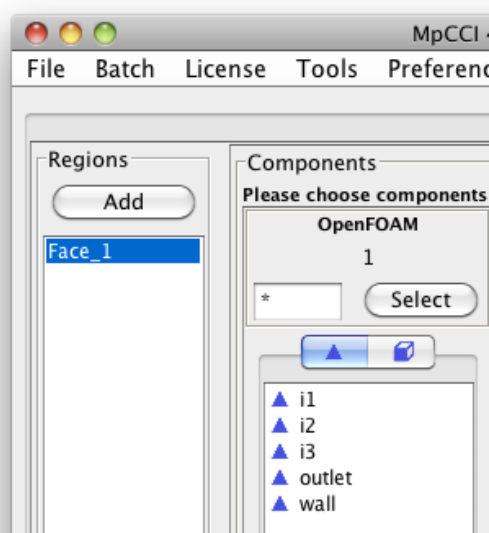 MpCCI
File Batch License Tools Preferenc
Regions
Add
Face_1
Components
Please choose components
OpenFOAM
1
* Select
i1
i2
i3
outlet
wall